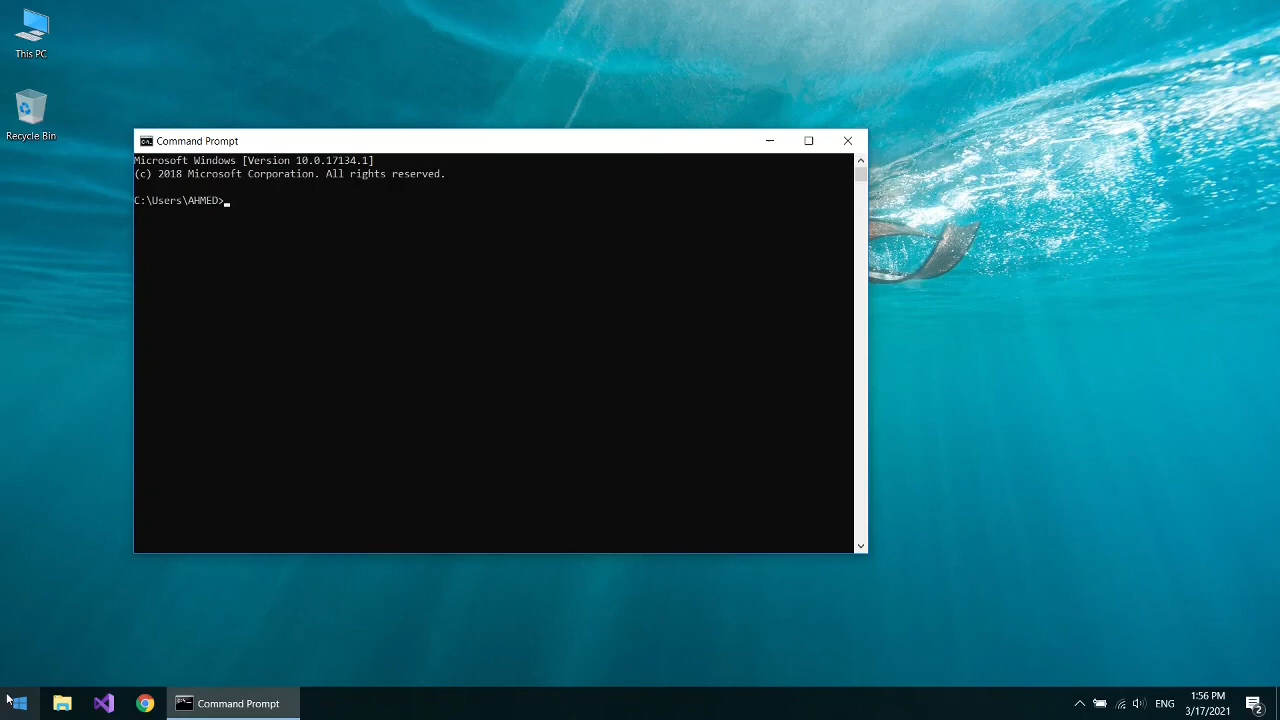 This PC
Recycle Bin
Command Prompt
Microsoft Windows [Version 10.0.17134.1]
(c) 2018 Microsoft Corporation. All rights reserved.
C:\Users\AHMED>
Command Prompt
ENG
1:56 PM
3/17/2021
2